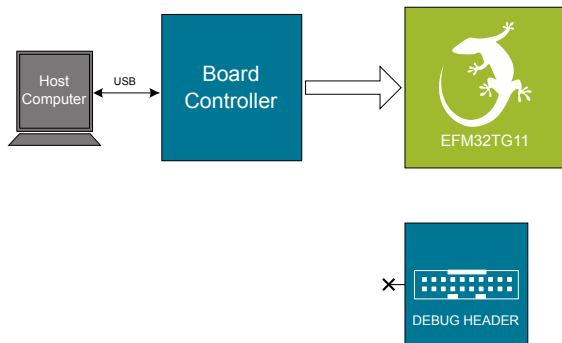 Host
Computer
USB
Board
Controller
EFM32TG11
DEBUG HEADER